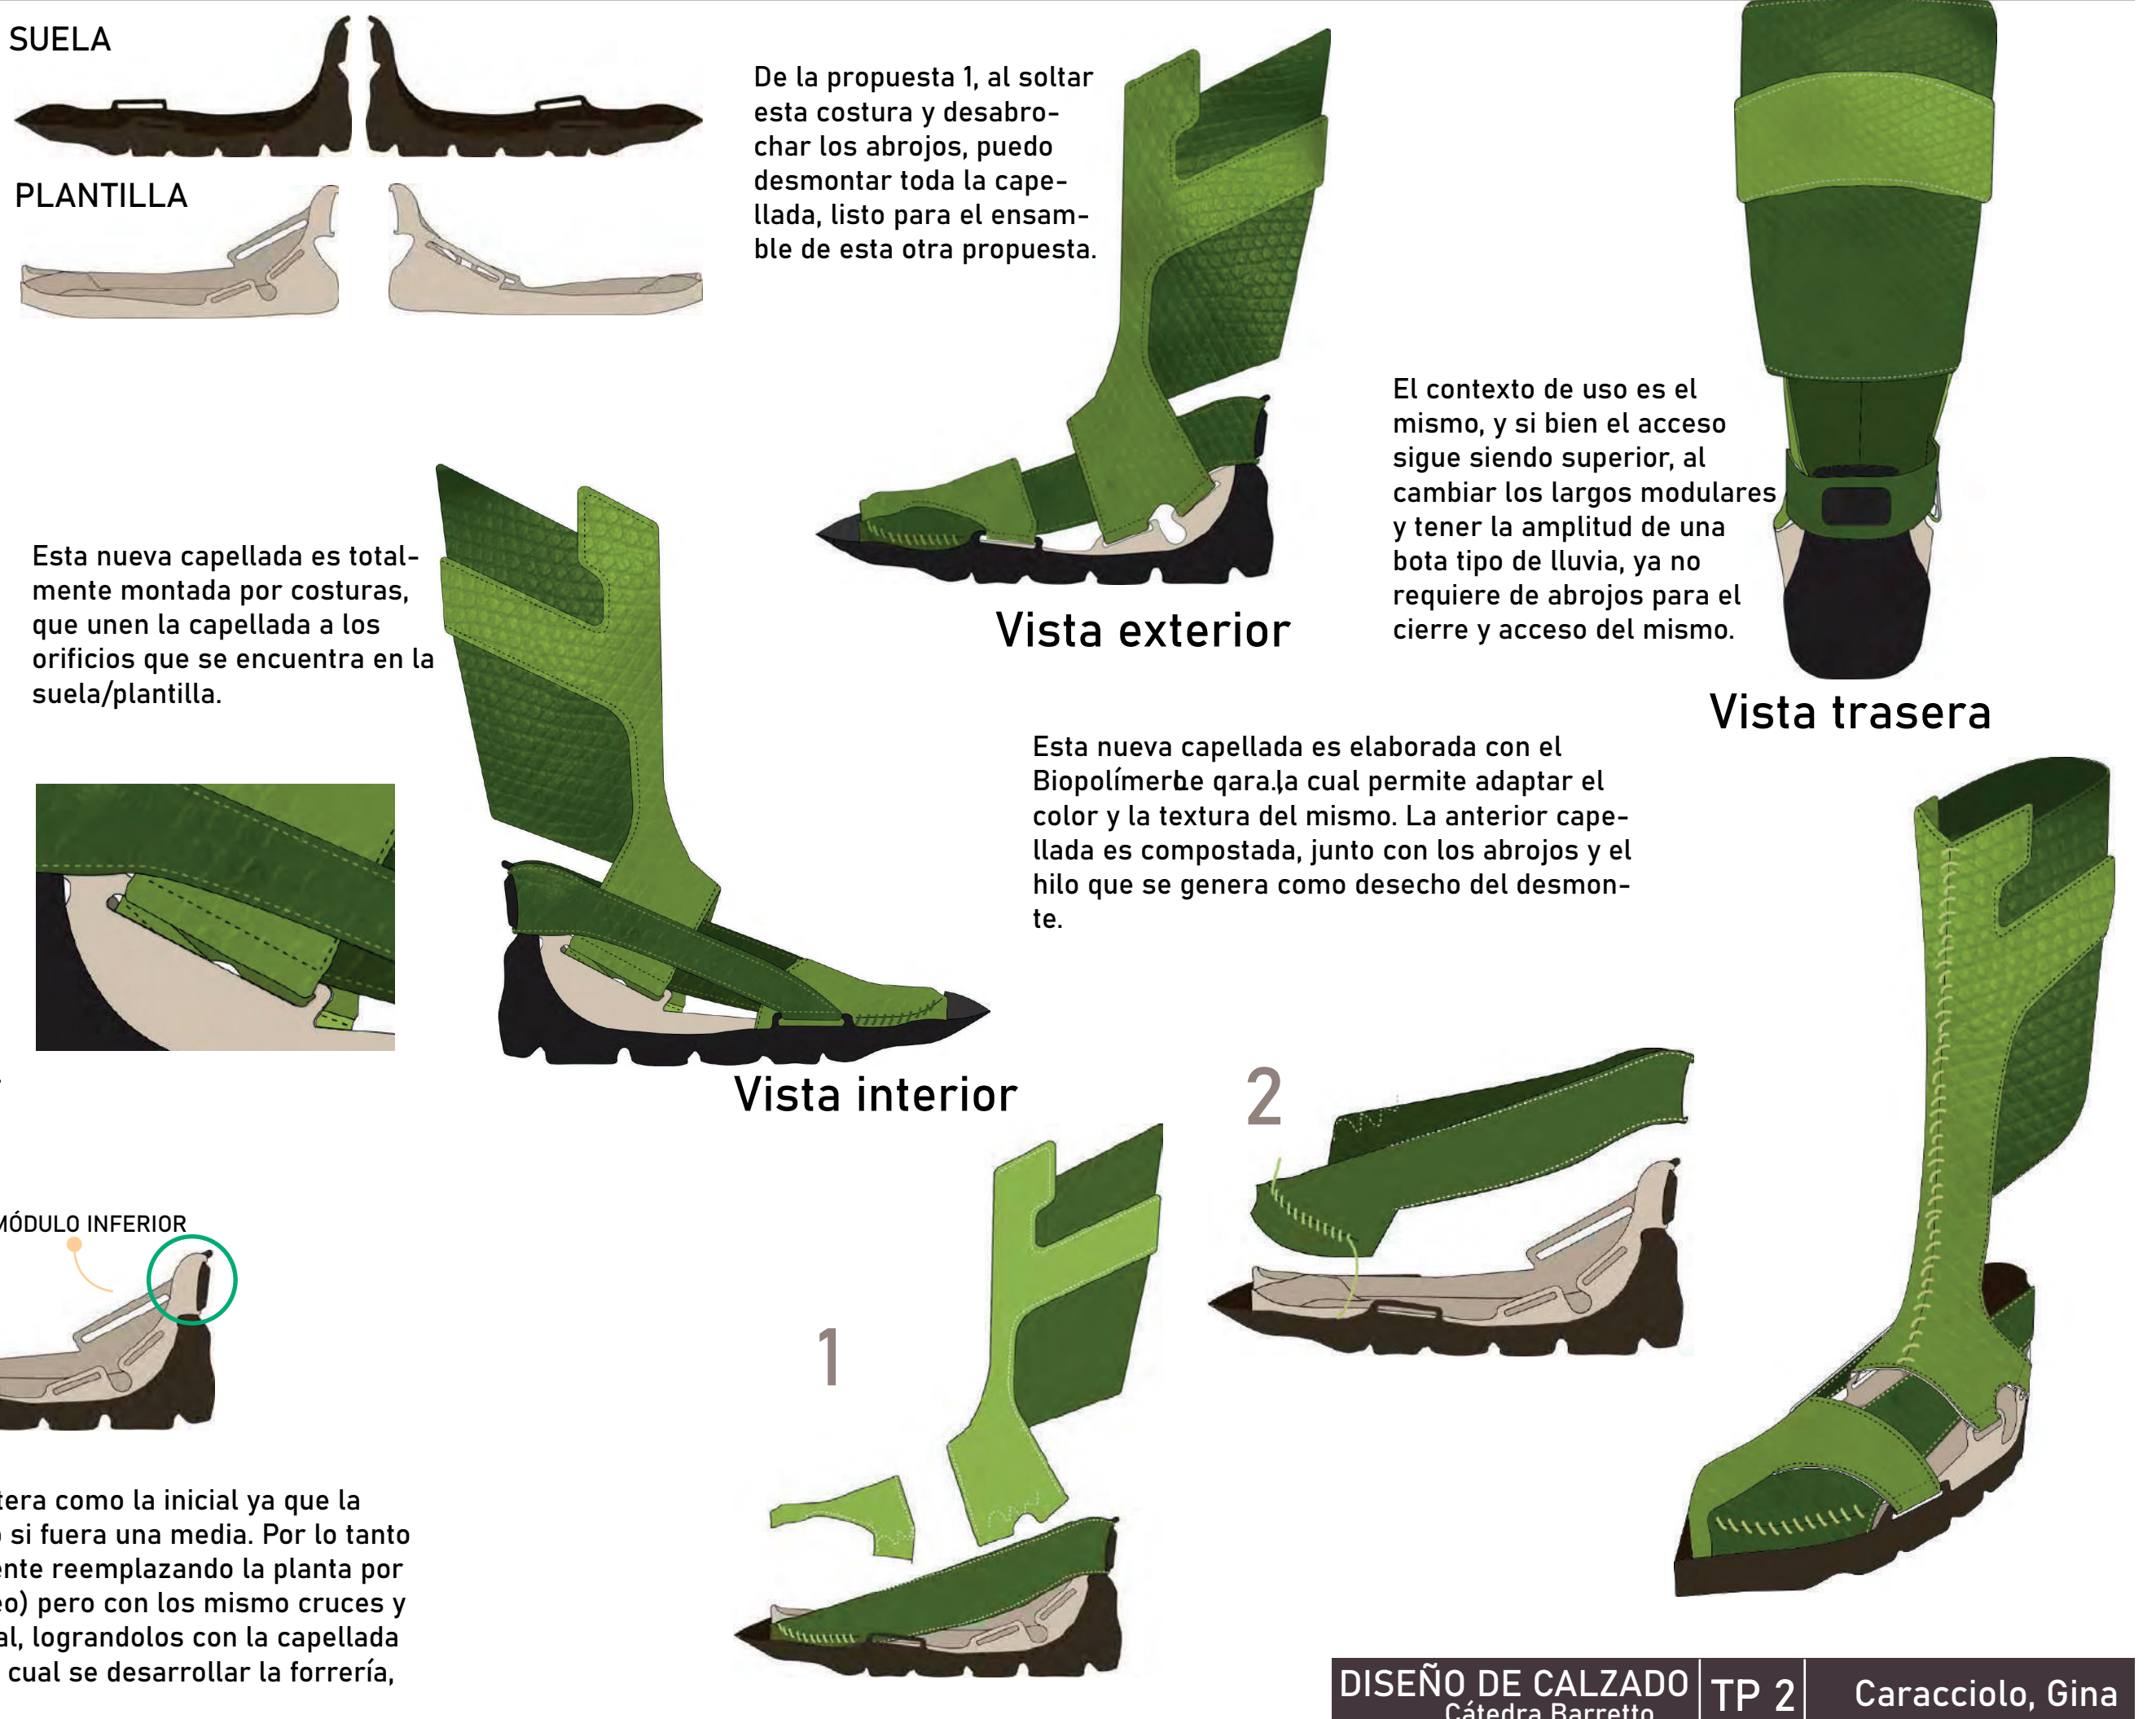 SUELA
PLANTILLA
De la propuesta 1, al soltar
esta costura y desabro-
char los abrojos, puedo
desmontar toda la cape-
llada, listo para el ensam-
ble de esta otra propuesta.
Vista exterior
El contexto de uso es el
mismo, y si bien el acceso
sigue siendo superior, al
cambiar los largos modulares
y tener la amplitud de una
bota tipo de lluvia, ya no
requiere de abrojos para el
cierre y acceso del mismo.
Vista trasera
Esta nueva capellada es total-
mente montada por costuras,
que unen la capellada a los
orificios que se encuentra en la
suela/plantilla.
Vista interior
Esta nueva capellada es elaborada con el
qara.,la cual permite adaptar el
color y la textura del mismo. La anterior cape-
llada es compostada, junto con los abrojos y el
hilo que se genera como desecho del desmon-
te.
MÓDULO INFERIOR
1
2
tera como la inicial ya que la
si fuera una media. Por lo tanto
nte reemplazando la planta por
eo) pero con los mismo cruces y
al, lograndolos con la capellada
cual se desarrollar la forrería,
DISEÑO DE CALZADO
Cátedra Barretto
TP 2
Caracciolo, Gina